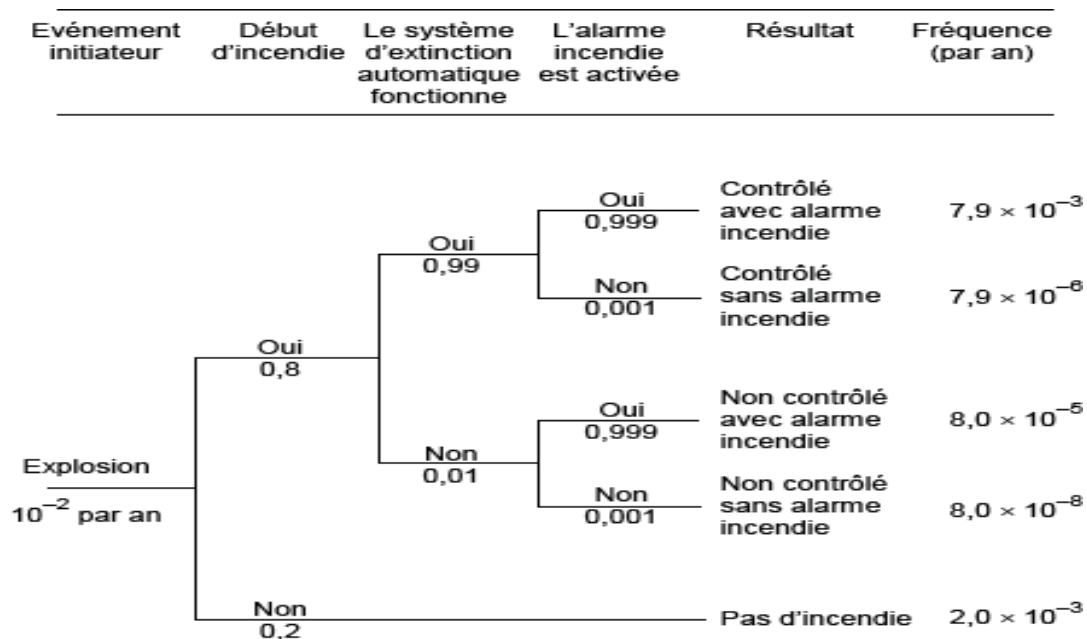 Evénement
initiateur
Début
d'incendie
Le système
d'extinction
automatique
fonctionne
L'alarme
incendie
est activée
Résultat
Fréquence
(par an)
Oui
0,999
Contrôlé
avec alarme
incendie
7,9 × 10⁻³
Oui
0,99
Non
0,001
Contrôlé
sans alarme
incendie
7,9 × 10⁻⁶
Oui
0,8
Oui
0,999
Non contrôlé
avec alarme
incendie
8,0 × 10⁻⁵
Non
0,01
Explosion
10⁻² par an
Non
0,001
Non contrôlé
sans alarme
incendie
8,0 × 10⁻⁸
Non
0,2
Pas d'incendie
2,0 × 10⁻³